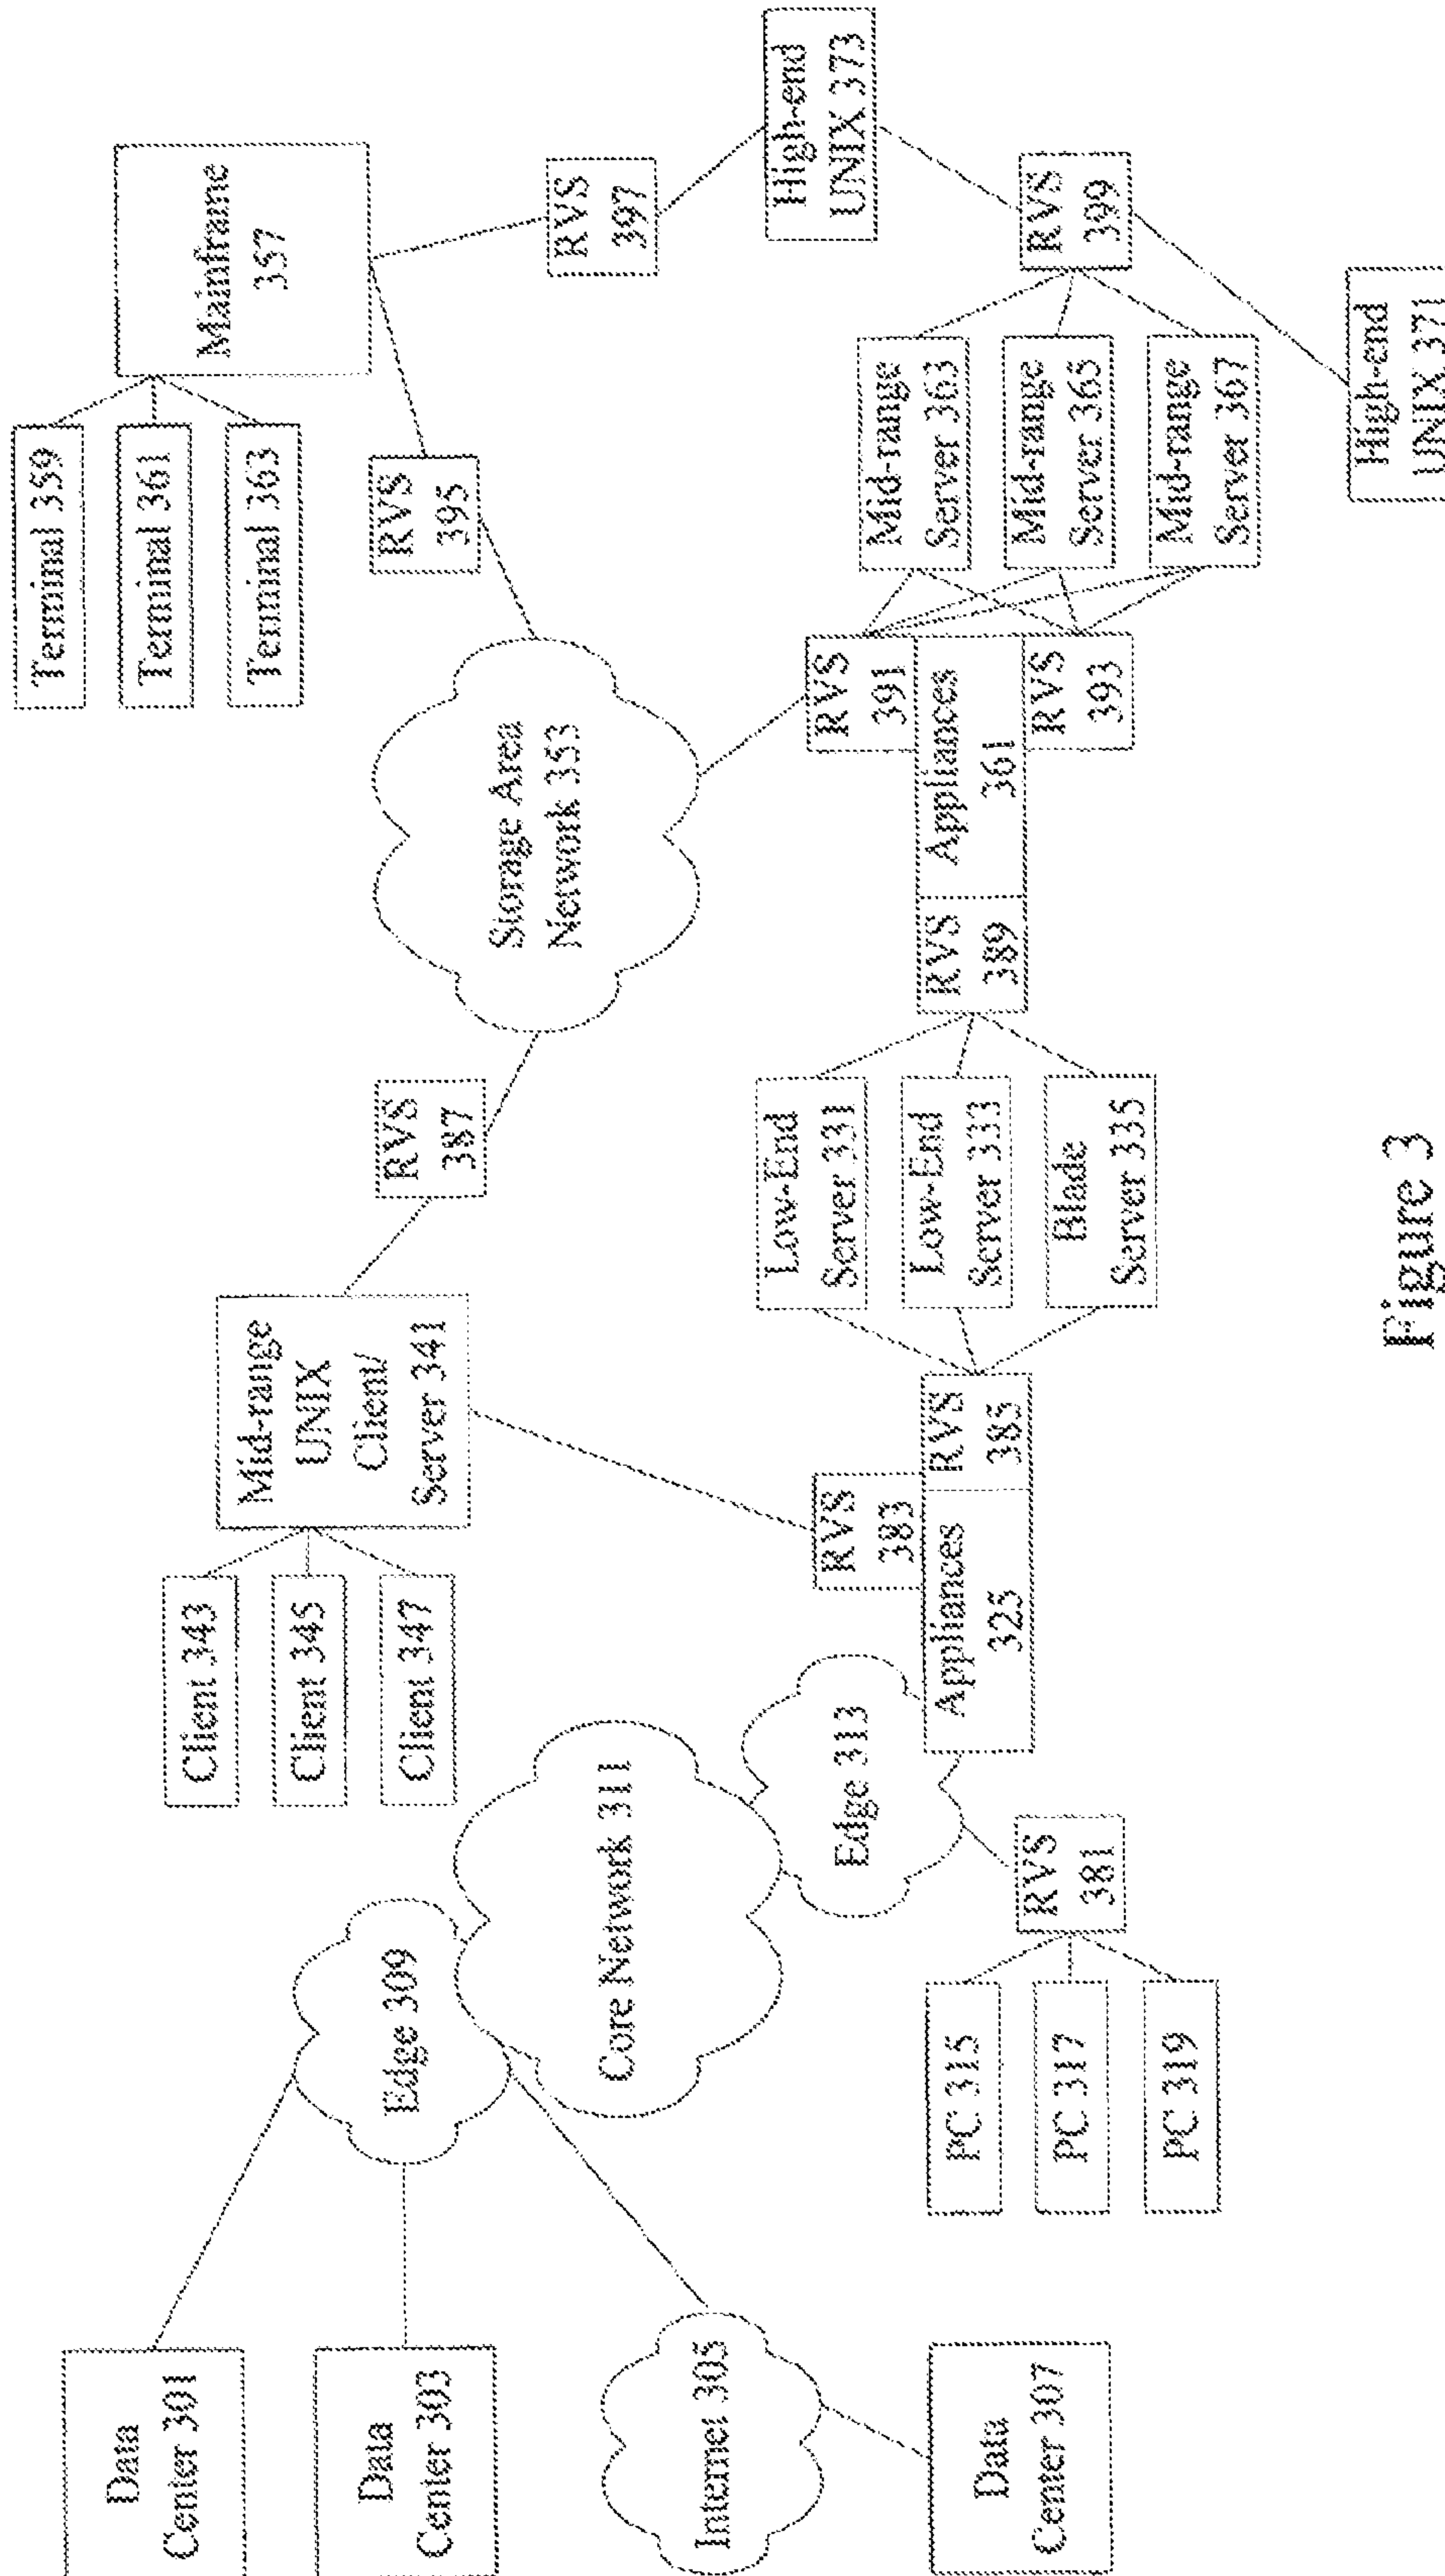 Data
Center 301
Data
Center 303
Internet 305
Data
Center 307
Edge 309
Core Network 311
Edge 313
PC 315
PC 317
PC 319
RVS
381
Client 343
Client 345
Client 347
Mid-range
UNIX
Client/
Server 341
RVS
383
Appliances
325
RVS
385
RVS
387
Low-End
Server 331
Low-End
Server 333
Blade
Server 335
Storage Area
Network 353
RVS
389
Appliances
361
RVS
391
RVS
393
Terminal 359
Terminal 361
Terminal 363
Mainframe
357
RVS
395
RVS
397
Mid-range
Server 363
Mid-range
Server 365
Mid-range
Server 367
High-end
UNIX 373
RVS
399
High-end
UNIX 371
Figure 3